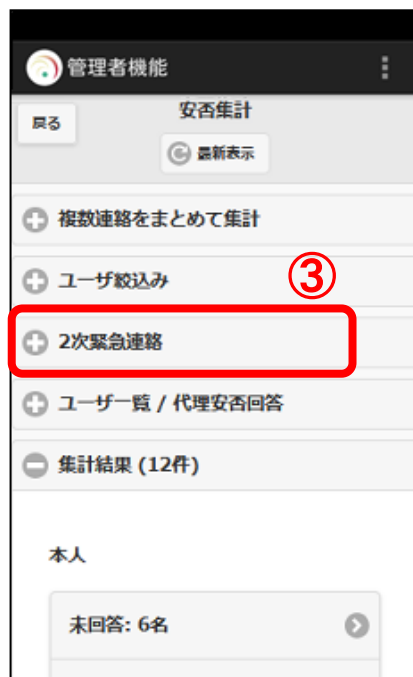 管理者機能
戻る
安否集計
最新表示
複数連絡をまとめて集計
ユーザ絞込み
③
2次緊急連絡
ユーザ一覧 / 代理安否回答
集計結果 (12件)
本人
未回答: 6名